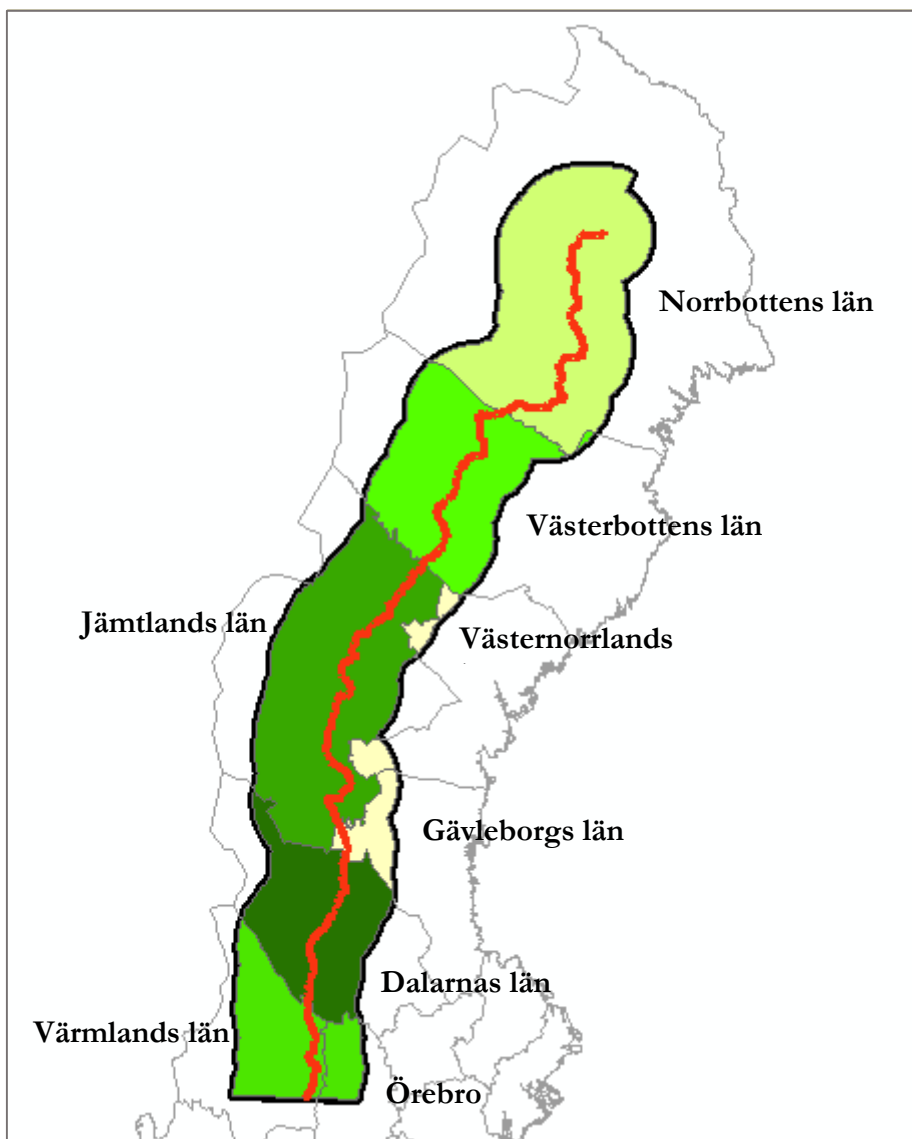 Norrbottens län
Västerbottens län
Jämtlands län
Västernorrlands
Gävleborgs län
Dalarnas län
Värmlands län
Örebro